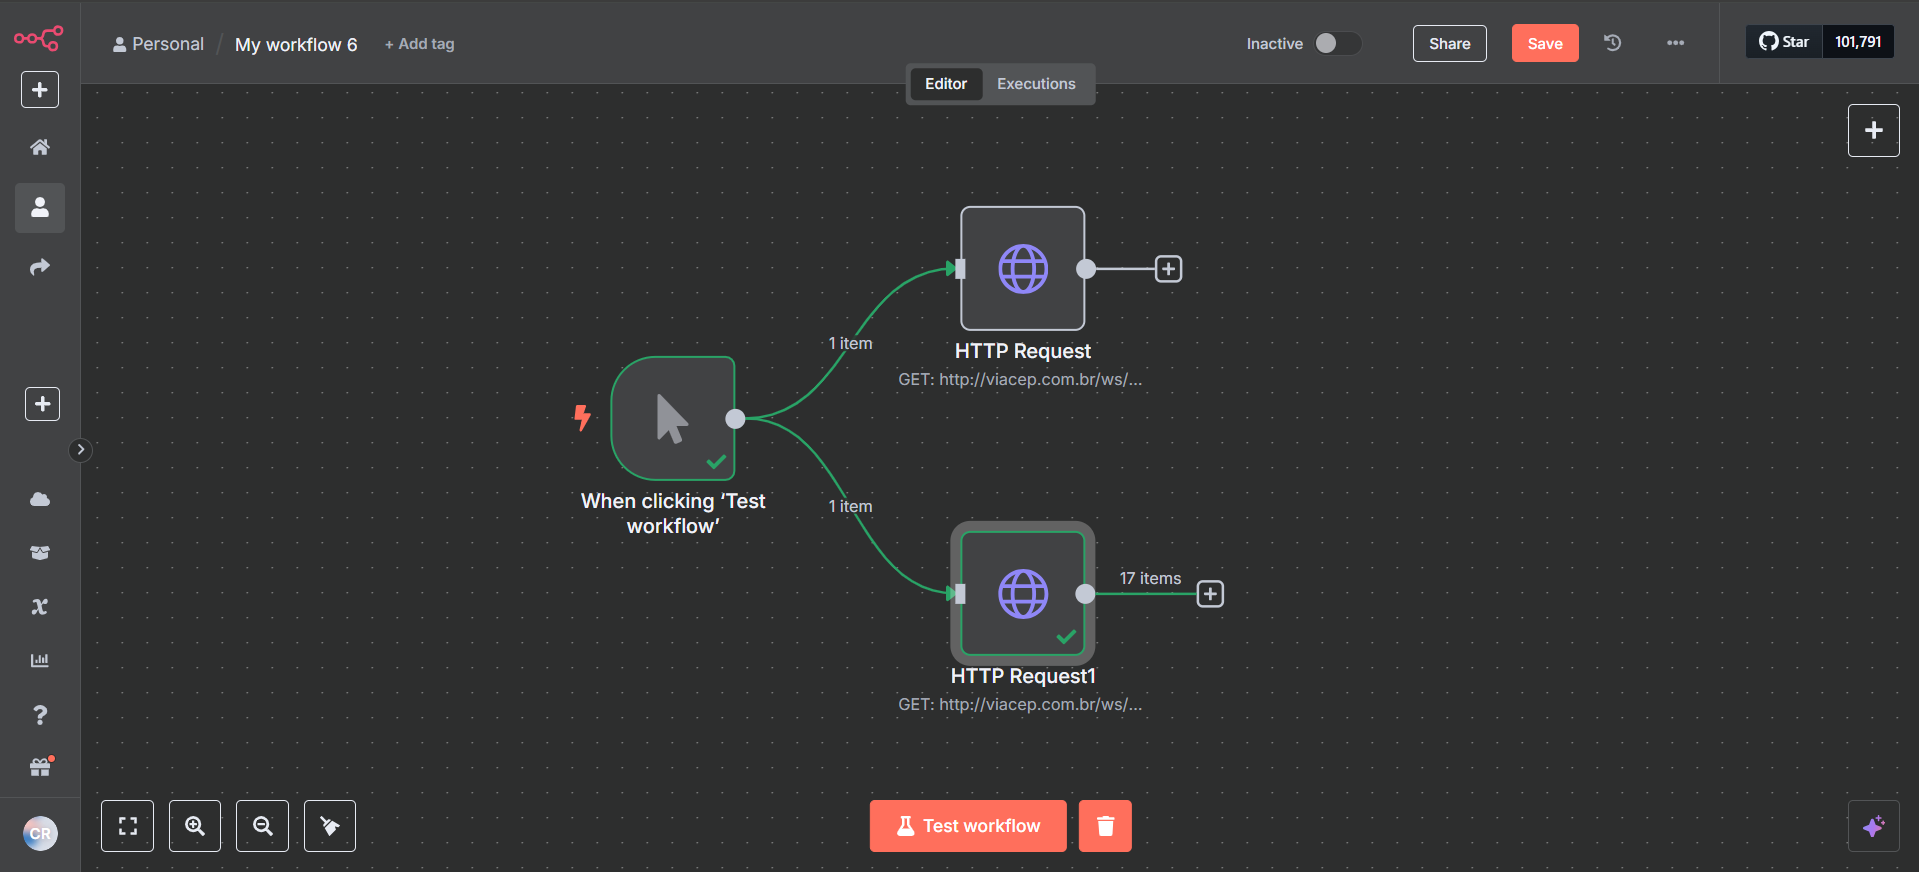 Personal / My workflow 6 + Add tag
Inactive
Share
Save
Star 101,791
Editor Executions
1 item
HTTP Request
GET: http://viacep.com.br/ws/...
When clicking ‘Test
workflow’
1 item
17 items
HTTP Request1
GET: http://viacep.com.br/ws/...
CR
Test workflow